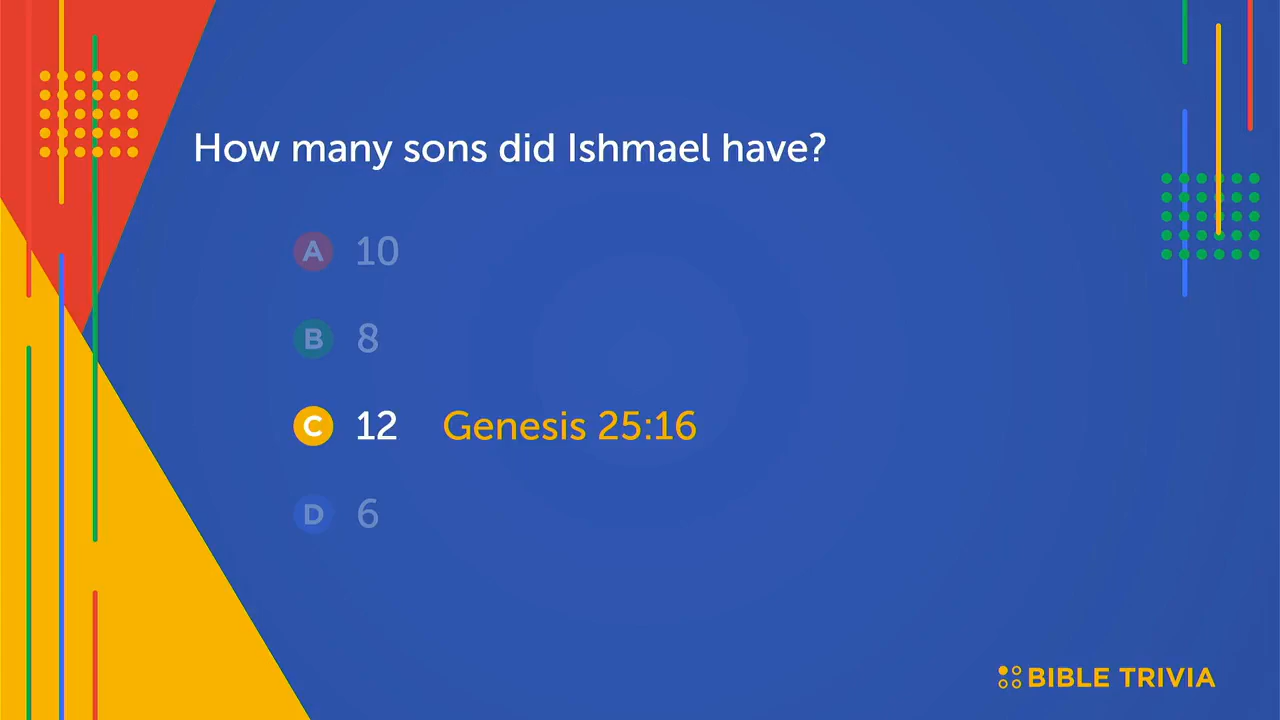 How many sons did Ishmael have?
A 10
B 8
C 12 Genesis 25:16
D 6
BIBLE TRIVIA